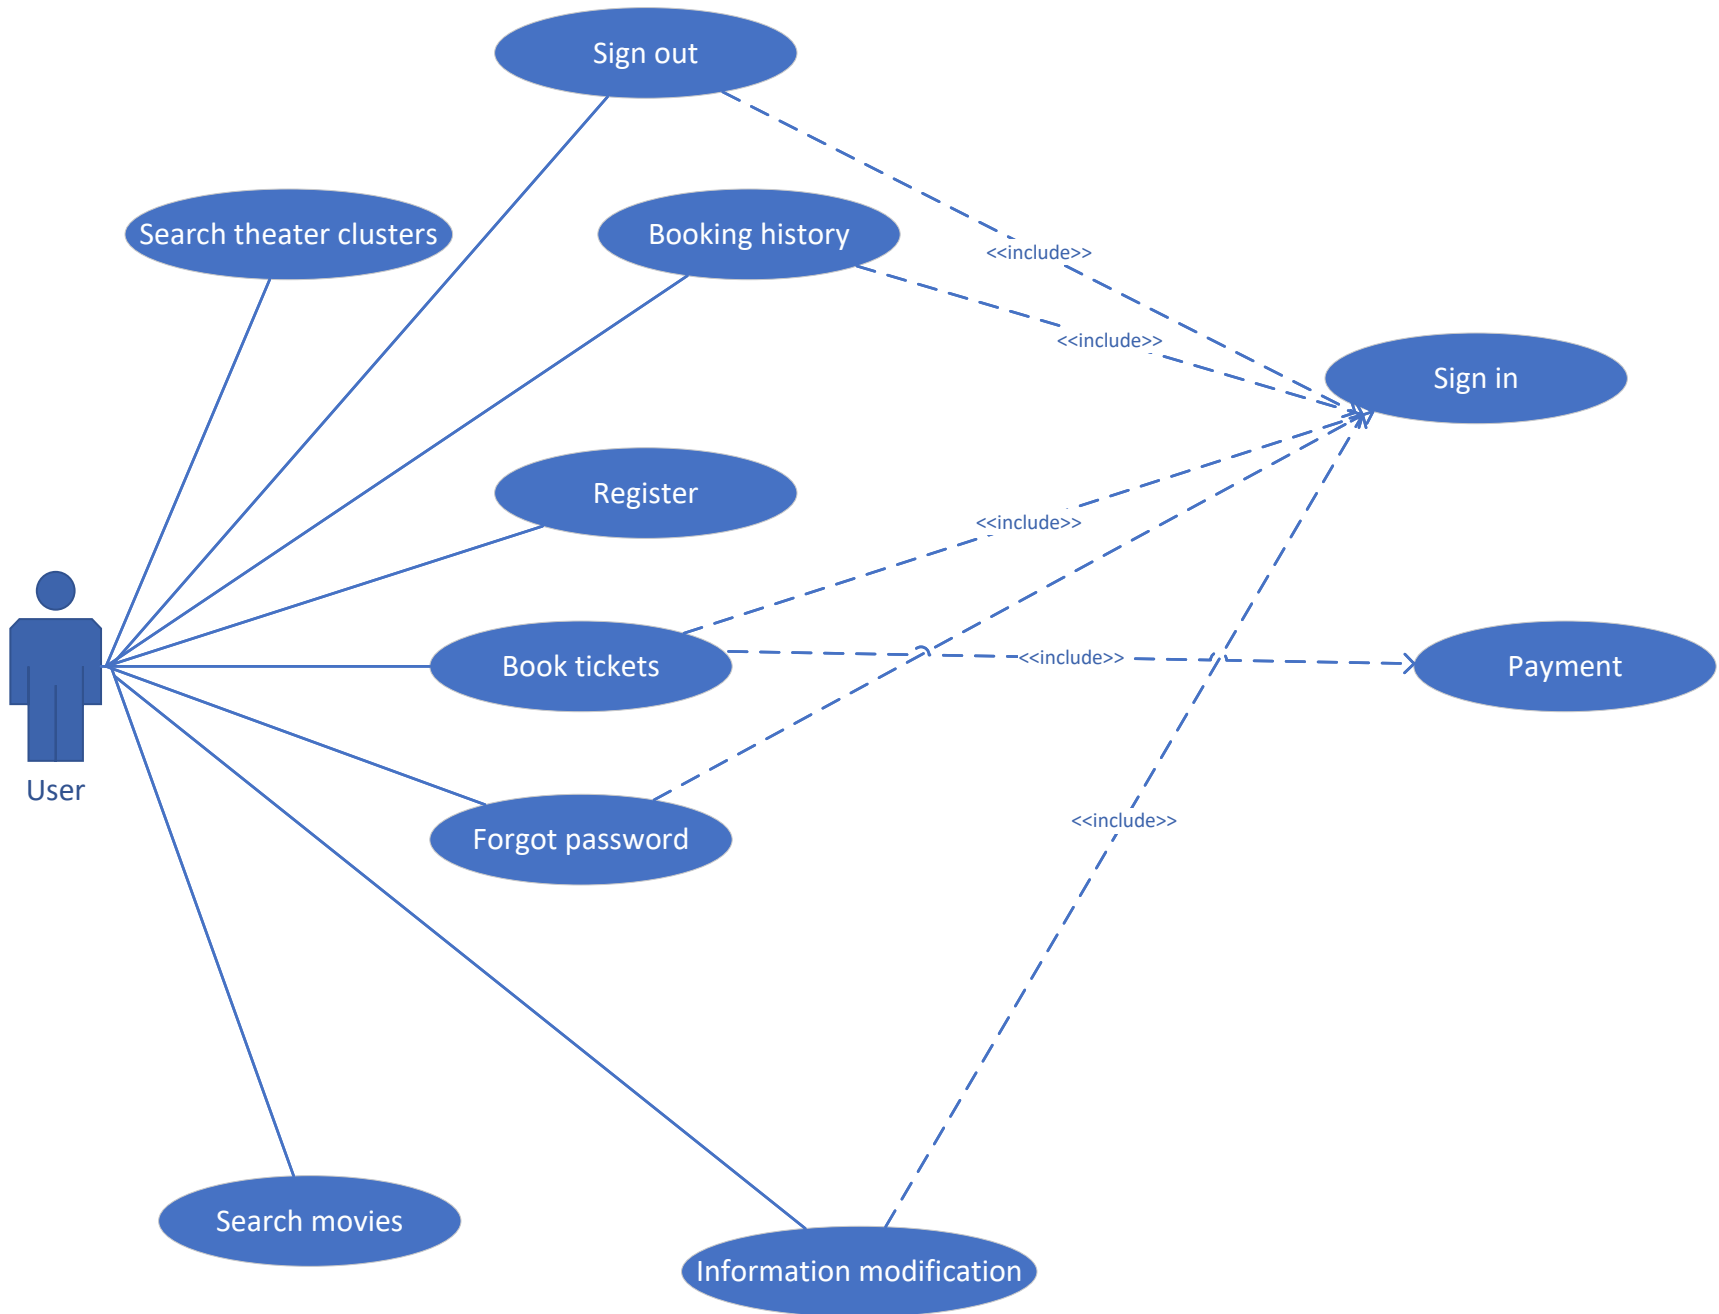 Sign out
Search theater clusters
Booking history
<<include>>
<<include>>
Sign in
Register
<<include>>
Book tickets
<<include>>
Payment
User
Forgot password
<<include>>
Search movies
Information modification